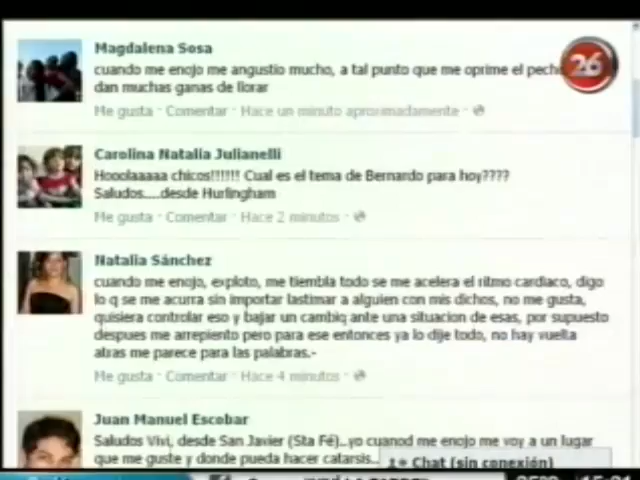 Magdalena Sosa
cuando me enojo me angustio mucho, a tal punto que me oprime el pecho
dan muchas ganas de llorar
Me gusta · Comentar · Hace un minuto aproximadamente ·
26
Carolina Natalia Julianelli
Hooolaaaaa chicos!!!!!! Cual es el tema de Bernardo para hoy????
Saludos....desde Hurlingham
Me gusta · Comentar · Hace 2 minutos ·
Natalia Sánchez
cuando me enojo, exploto, me tiembla todo se me acelera el ritmo cardiaco, digo
lo q se me acurra sin importar lastimar a alguien con mis dichos, no me gusta,
quisiera controlar eso y bajar un cambio ante una situacion de esas, por supuesto
despues me arrepiento pero para ese entonces ya lo dije todo, no hay vuelta
atras me parece para las palabras.-
Me gusta · Comentar · Hace 4 minutos ·
Juan Manuel Escobar
Saludos Vivi, desde San Javier (Sta Fé)..yo cuanod me enojo me voy a un lugar
que me guste y donde pueda hacer catarsis..
Chat (sin conexión)